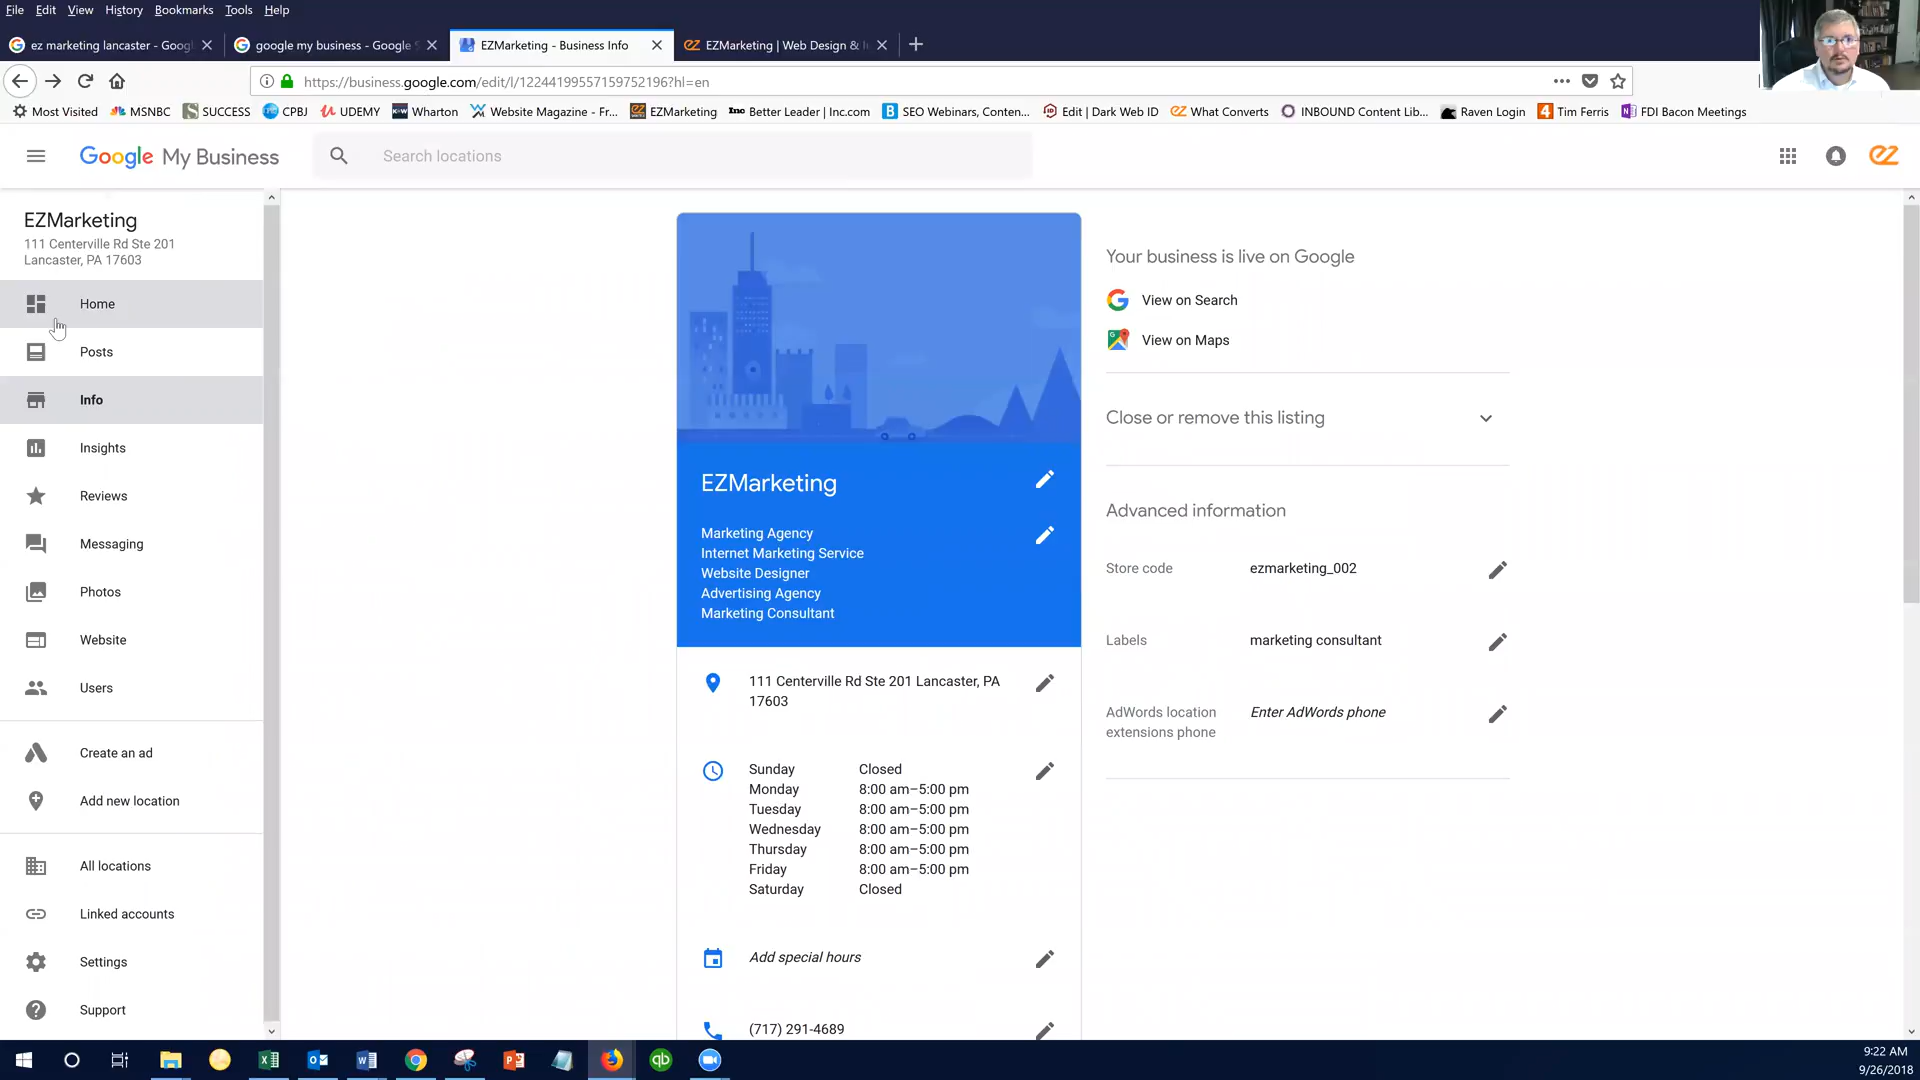 File Edit View History Bookmarks Tools Help
ez marketing lancaster - Goog
google my business - Google S
EZMarketing - Business Info
EZMarketing | Web Design & I
https://business.google.com/edit/l/12244199557159752196?hl=en
Most Visited MSNBC SUCCESS CPBJ UDEMY Wharton Website Magazine - Fr... EZMarketing Inc Better Leader | Inc.com SEO Webinars, Conten... Edit | Dark Web ID What Converts INBOUND Content Lib... Raven Login Tim Ferris FDI Bacon Meetings
Google My Business
Search locations
EZMarketing
111 Centerville Rd Ste 201
Lancaster, PA 17603
Home
Posts
Info
Insights
Reviews
Messaging
Photos
Website
Users
Create an ad
Add new location
All locations
Linked accounts
Settings
Support
EZMarketing
Marketing Agency
Internet Marketing Service
Website Designer
Advertising Agency
Marketing Consultant
111 Centerville Rd Ste 201 Lancaster, PA
17603
Sunday Closed
Monday 8:00 am–5:00 pm
Tuesday 8:00 am–5:00 pm
Wednesday 8:00 am–5:00 pm
Thursday 8:00 am–5:00 pm
Friday 8:00 am–5:00 pm
Saturday Closed
Add special hours
(717) 291-4689
Your business is live on Google
View on Search
View on Maps
Close or remove this listing
Advanced information
Store code ezmarketing_002
Labels marketing consultant
AdWords location
extensions phone
Enter AdWords phone
9:22 AM
9/26/2018